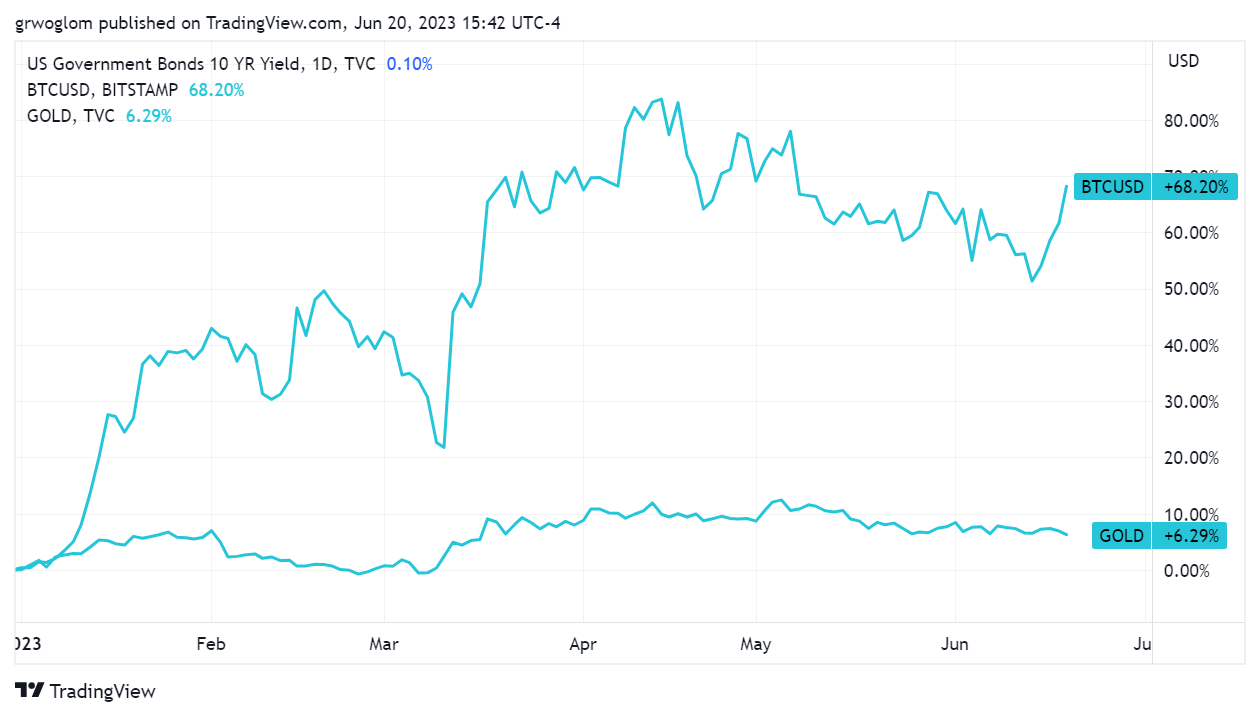 grwoglom published on TradingView.com, Jun 20, 2023 15:42 UTC-4
US Government Bonds 10 YR Yield, 1D, TVC 0.10%
BTCUSD, BITSTAMP 68.20%
GOLD, TVC 6.29%
USD
80.00%
BTCUSD +68.20%
60.00%
50.00%
40.00%
30.00%
20.00%
10.00%
GOLD +6.29%
0.00%
023 Feb Mar Apr May Jun Ju
TradingView